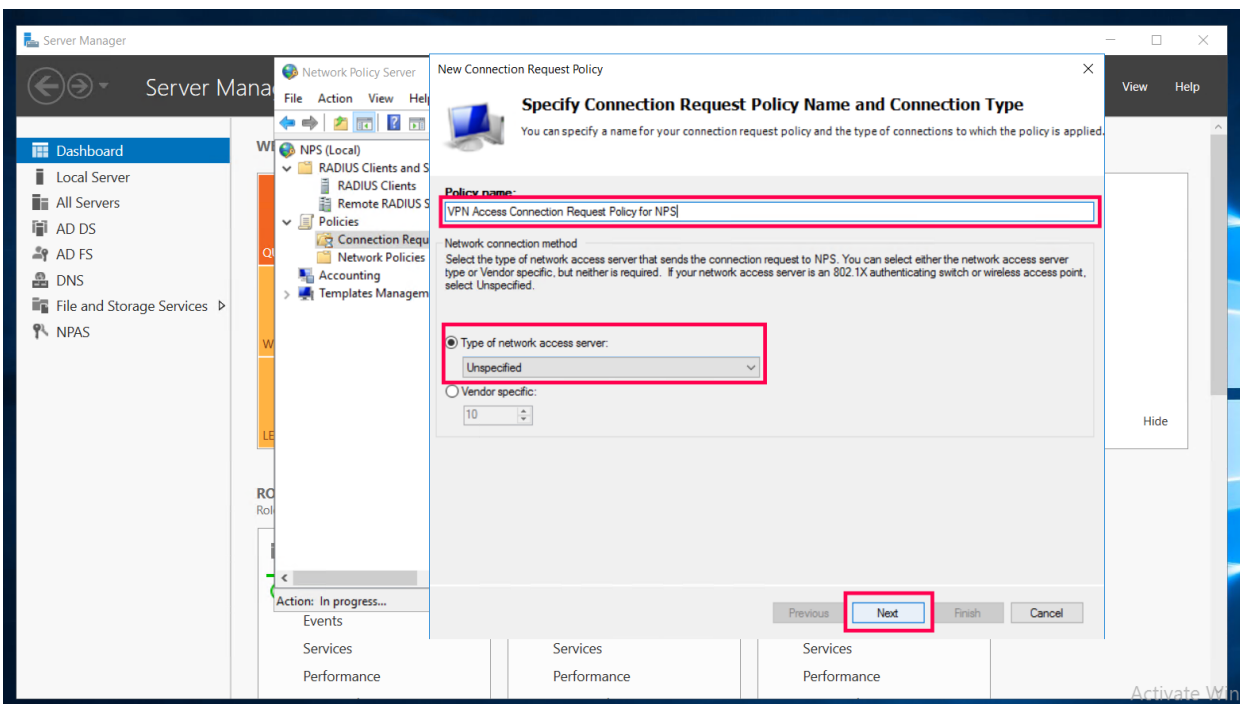 Server Manager
Server Mana
View Help
Dashboard
Local Server
All Servers
AD DS
AD FS
DNS
File and Storage Services
NPAS
WE
QU
W
LE
RO
Rol
Hide
Network Policy Server
File Action View Help
NPS (Local)
RADIUS Clients and S
RADIUS Clients
Remote RADIUS S
Policies
Connection Requ
Network Policies
Accounting
Templates Managem
Action: In progress...
New Connection Request Policy
Specify Connection Request Policy Name and Connection Type
You can specify a name for your connection request policy and the type of connections to which the policy is applied.
Policy name:
VPN Access Connection Request Policy for NPS
Network connection method
Select the type of network access server that sends the connection request to NPS. You can select either the network access server
type or Vendor specific, but neither is required. If your network access server is an 802.1X authenticating switch or wireless access point,
select Unspecified.
Type of network access server:
Unspecified
Vendor specific:
10
Previous Next Finish Cancel
Events
Services Services Services
Performance Performance Performance
Activate Win